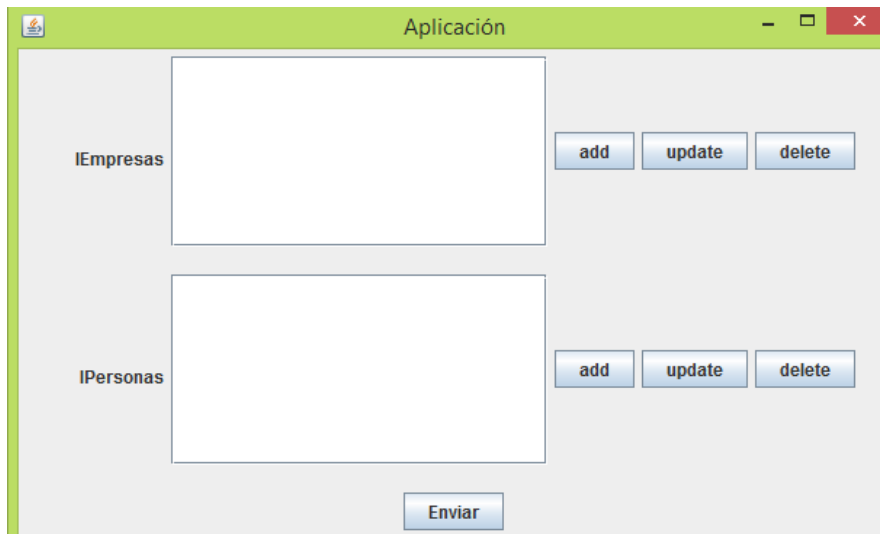 Aplicación
lEmpresas
add update delete
lPersonas
add update delete
Enviar